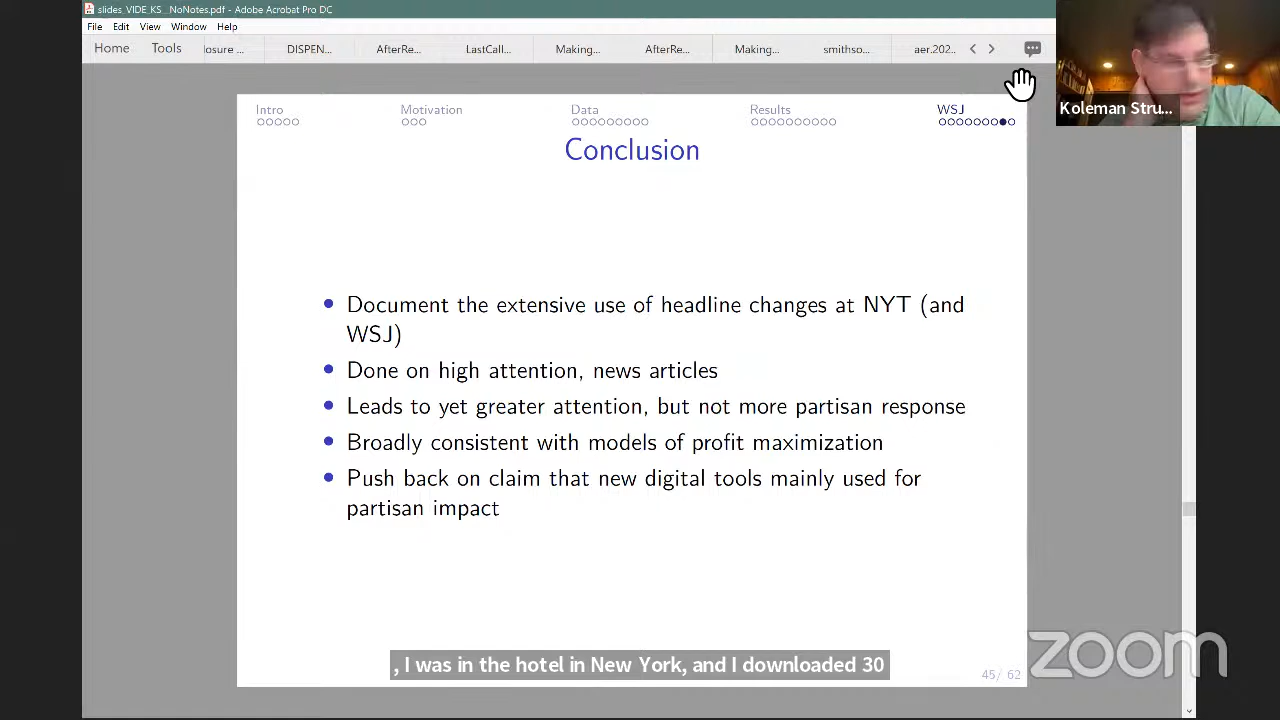 slides_VIDE_KS_NoNotes.pdf - Adobe Acrobat Pro DC
File Edit View Window Help
Home Tools losure ... DISPEN... AfterRe... LastCall... Making... AfterRe... Making... smithso... aer.202...
Koleman Stru...
Intro Motivation Data Results WSJ
Conclusion
Document the extensive use of headline changes at NYT (and
WSJ)
Done on high attention, news articles
Leads to yet greater attention, but not more partisan response
Broadly consistent with models of profit maximization
Push back on claim that new digital tools mainly used for
partisan impact
, I was in the hotel in New York, and I downloaded 30
45/ 62
zoom